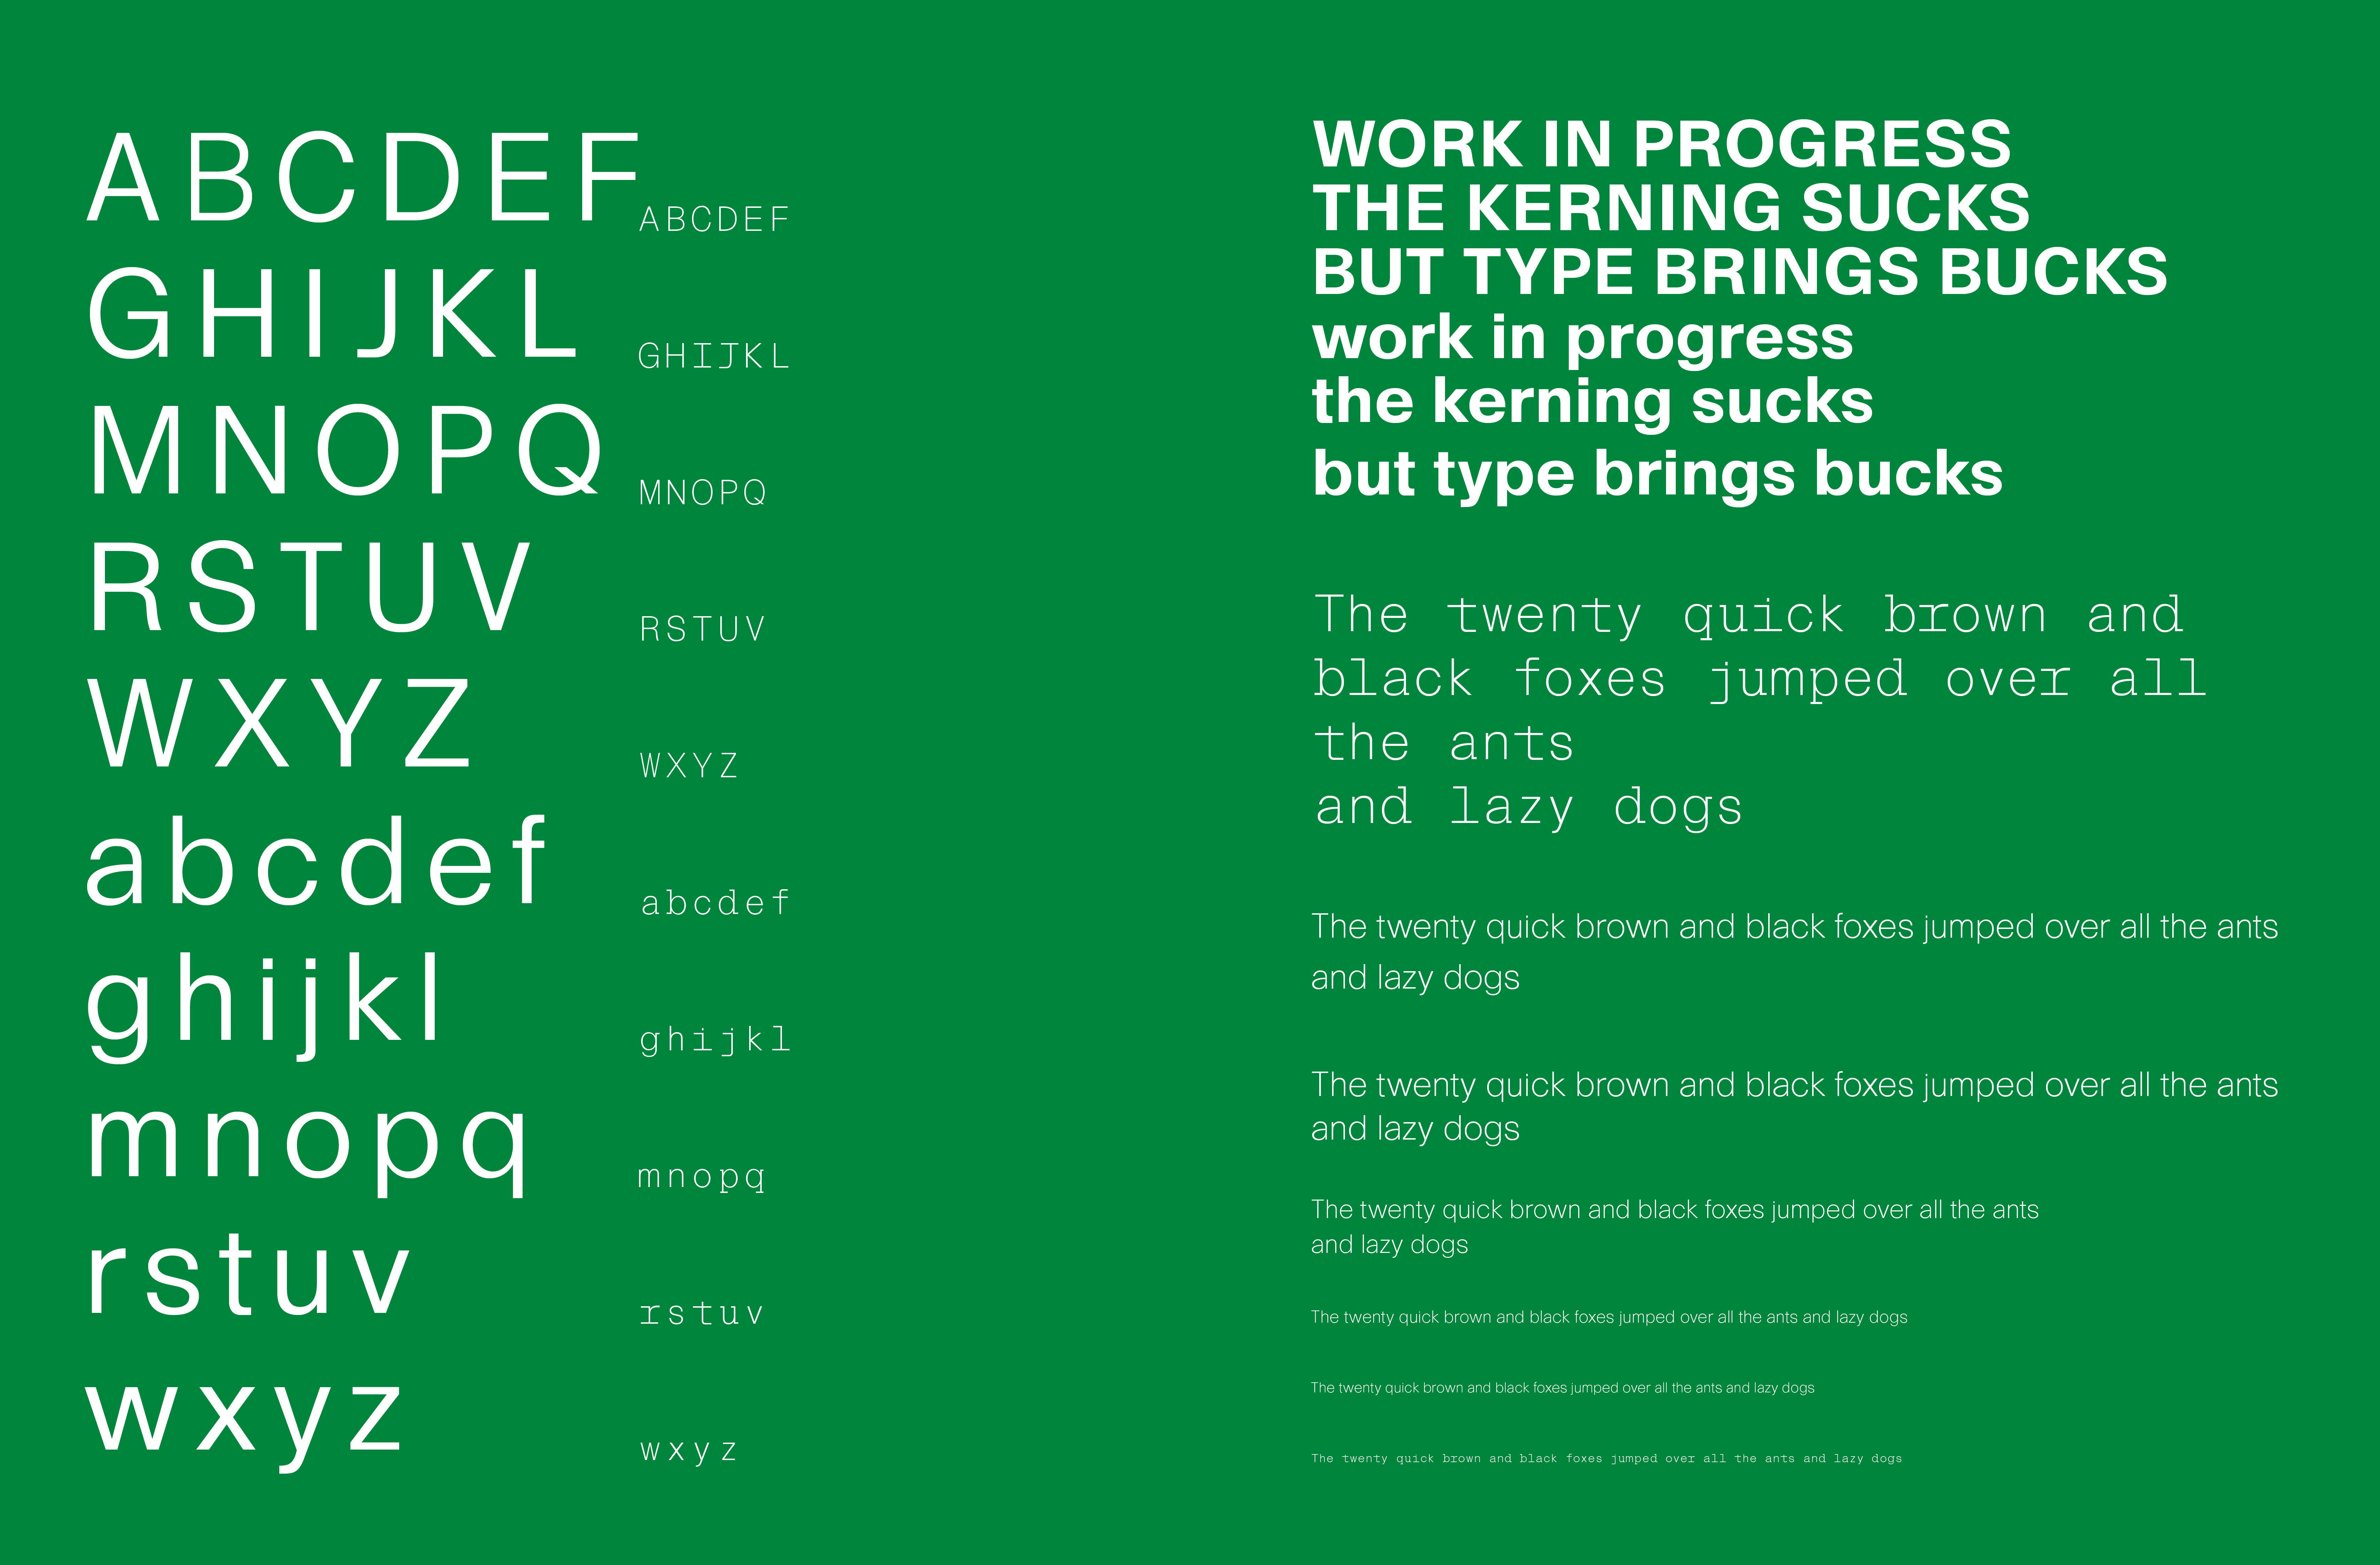 ABCDEF
GHIJKL
MNOPQ
RSTUV
WXYZ
abcdef
ghijkl
mnopq
rstuv
wxyz
ABCDEF
GHIJKL
MNOPQ
RSTUV
WXYZ
abcdef
ghijkl
mnopq
rstuv
wxyz
WORK IN PROGRESS
THE KERNING SUCKS
BUT TYPE BRINGS BUCKS
work in progress
the kerning sucks
but type brings bucks
The twenty quick brown and
black foxes jumped over all
the ants
and lazy dogs
The twenty quick brown and black foxes jumped over all the ants
and lazy dogs
The twenty quick brown and black foxes jumped over all the ants
and lazy dogs
The twenty quick brown and black foxes jumped over all the ants
and lazy dogs
The twenty quick brown and black foxes jumped over all the ants and lazy dogs
The twenty quick brown and black foxes jumped over all the ants and lazy dogs
The twenty quick brown and black foxes jumped over all the ants and lazy dogs